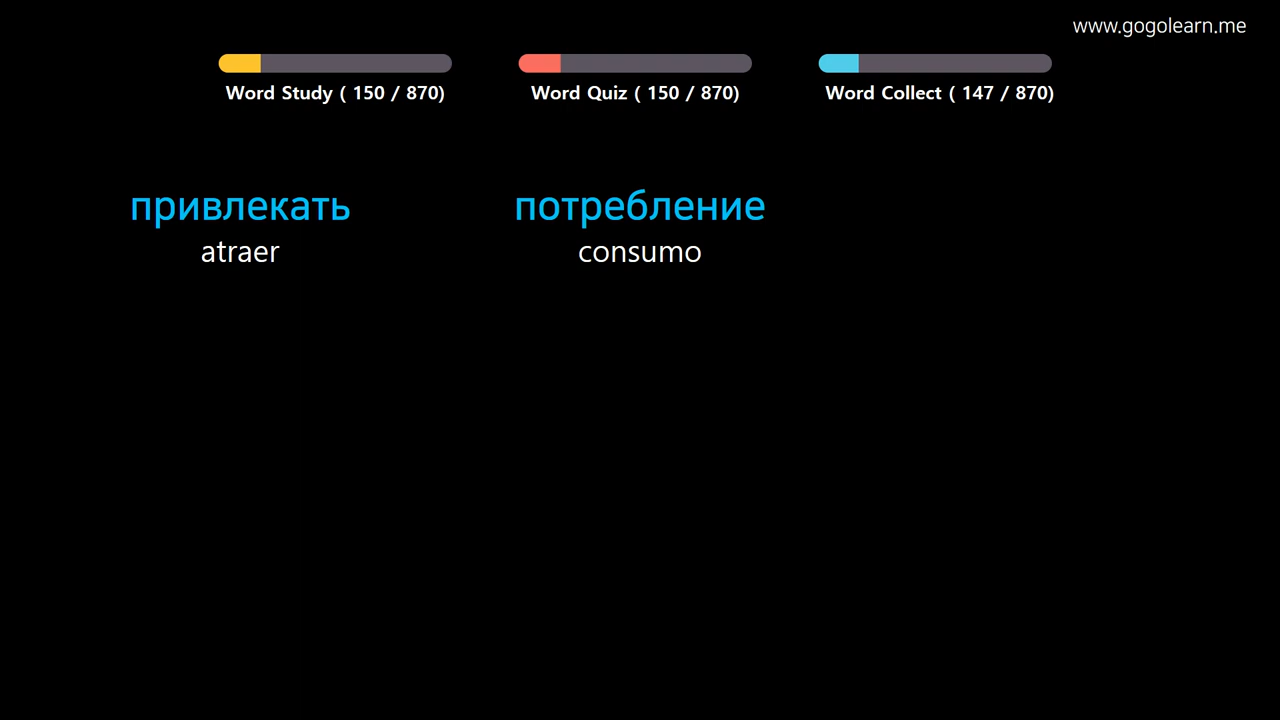 www.gogolearn.me
Word Study ( 150 / 870)
Word Quiz ( 150 / 870)
Word Collect ( 147 / 870)
привлекать
atraer
потребление
consumo